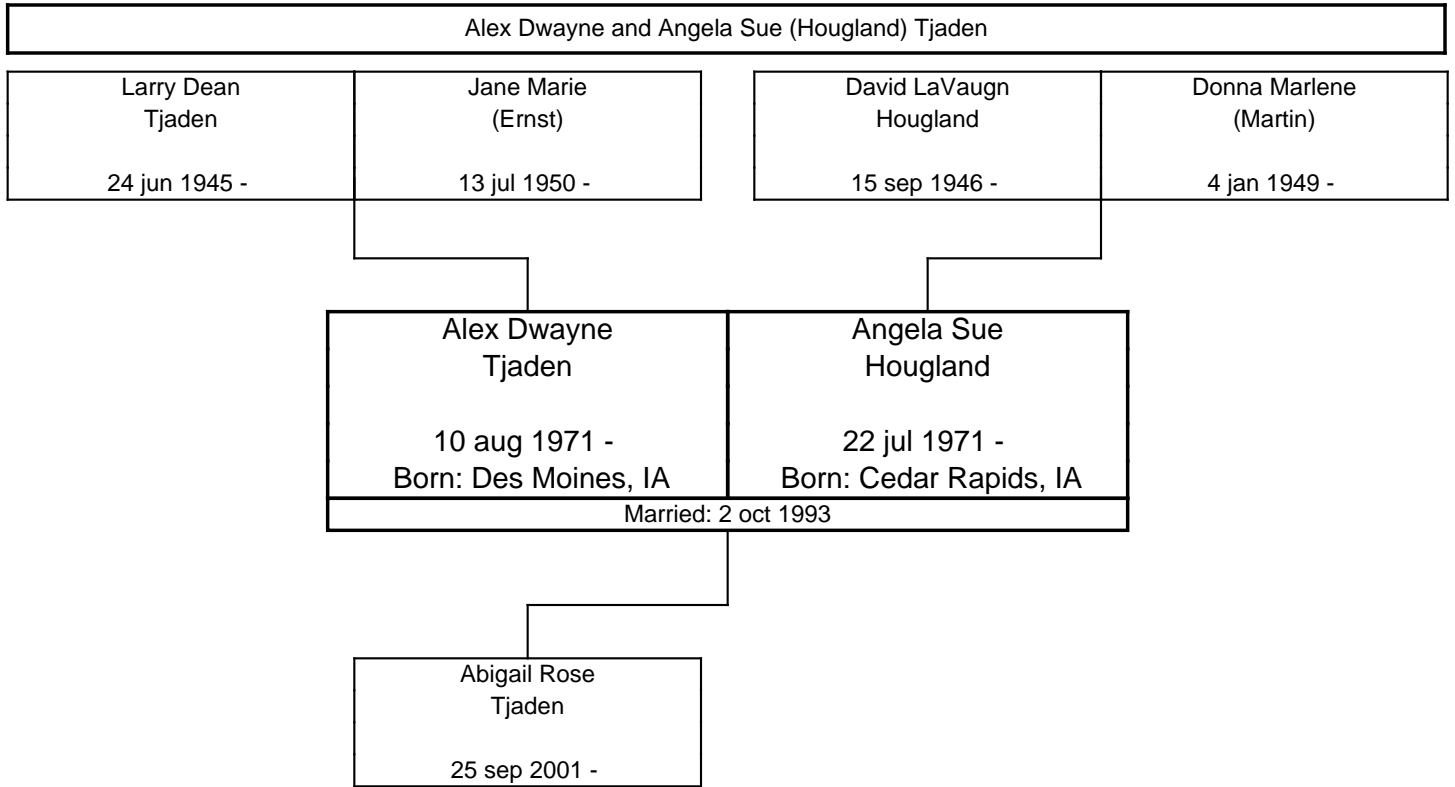 Alex Dwayne and Angela Sue (Hougland) Tjaden
Larry Dean
Tjaden
24 jun 1945 -
Jane Marie
(Ernst)
13 jul 1950 -
David LaVaugn
Hougland
15 sep 1946 -
Donna Marlene
(Martin)
4 jan 1949 -
Alex Dwayne
Tjaden
10 aug 1971 -
Born: Des Moines, IA
Angela Sue
Hougland
22 jul 1971 -
Born: Cedar Rapids, IA
Married: 2 oct 1993
Abigail Rose
Tjaden
25 sep 2001 -